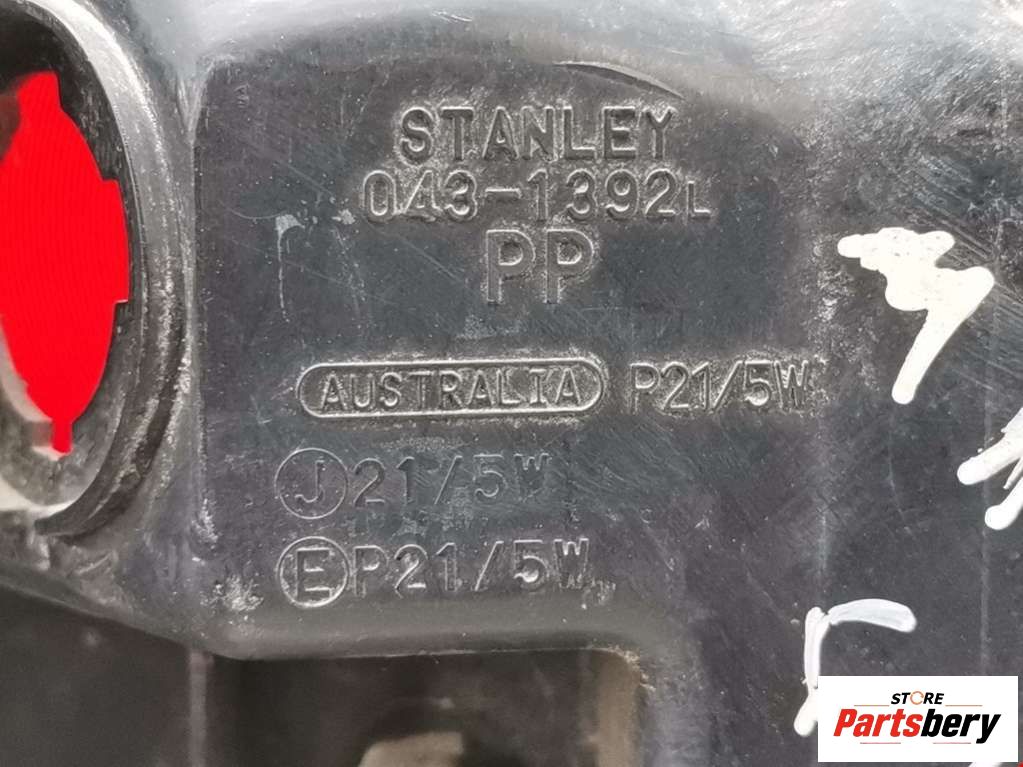 STANLEY
043-1392L
PP
AUSTRALIA P21/5W
J 21/5W
E P21/5W
STORE
Partsbery